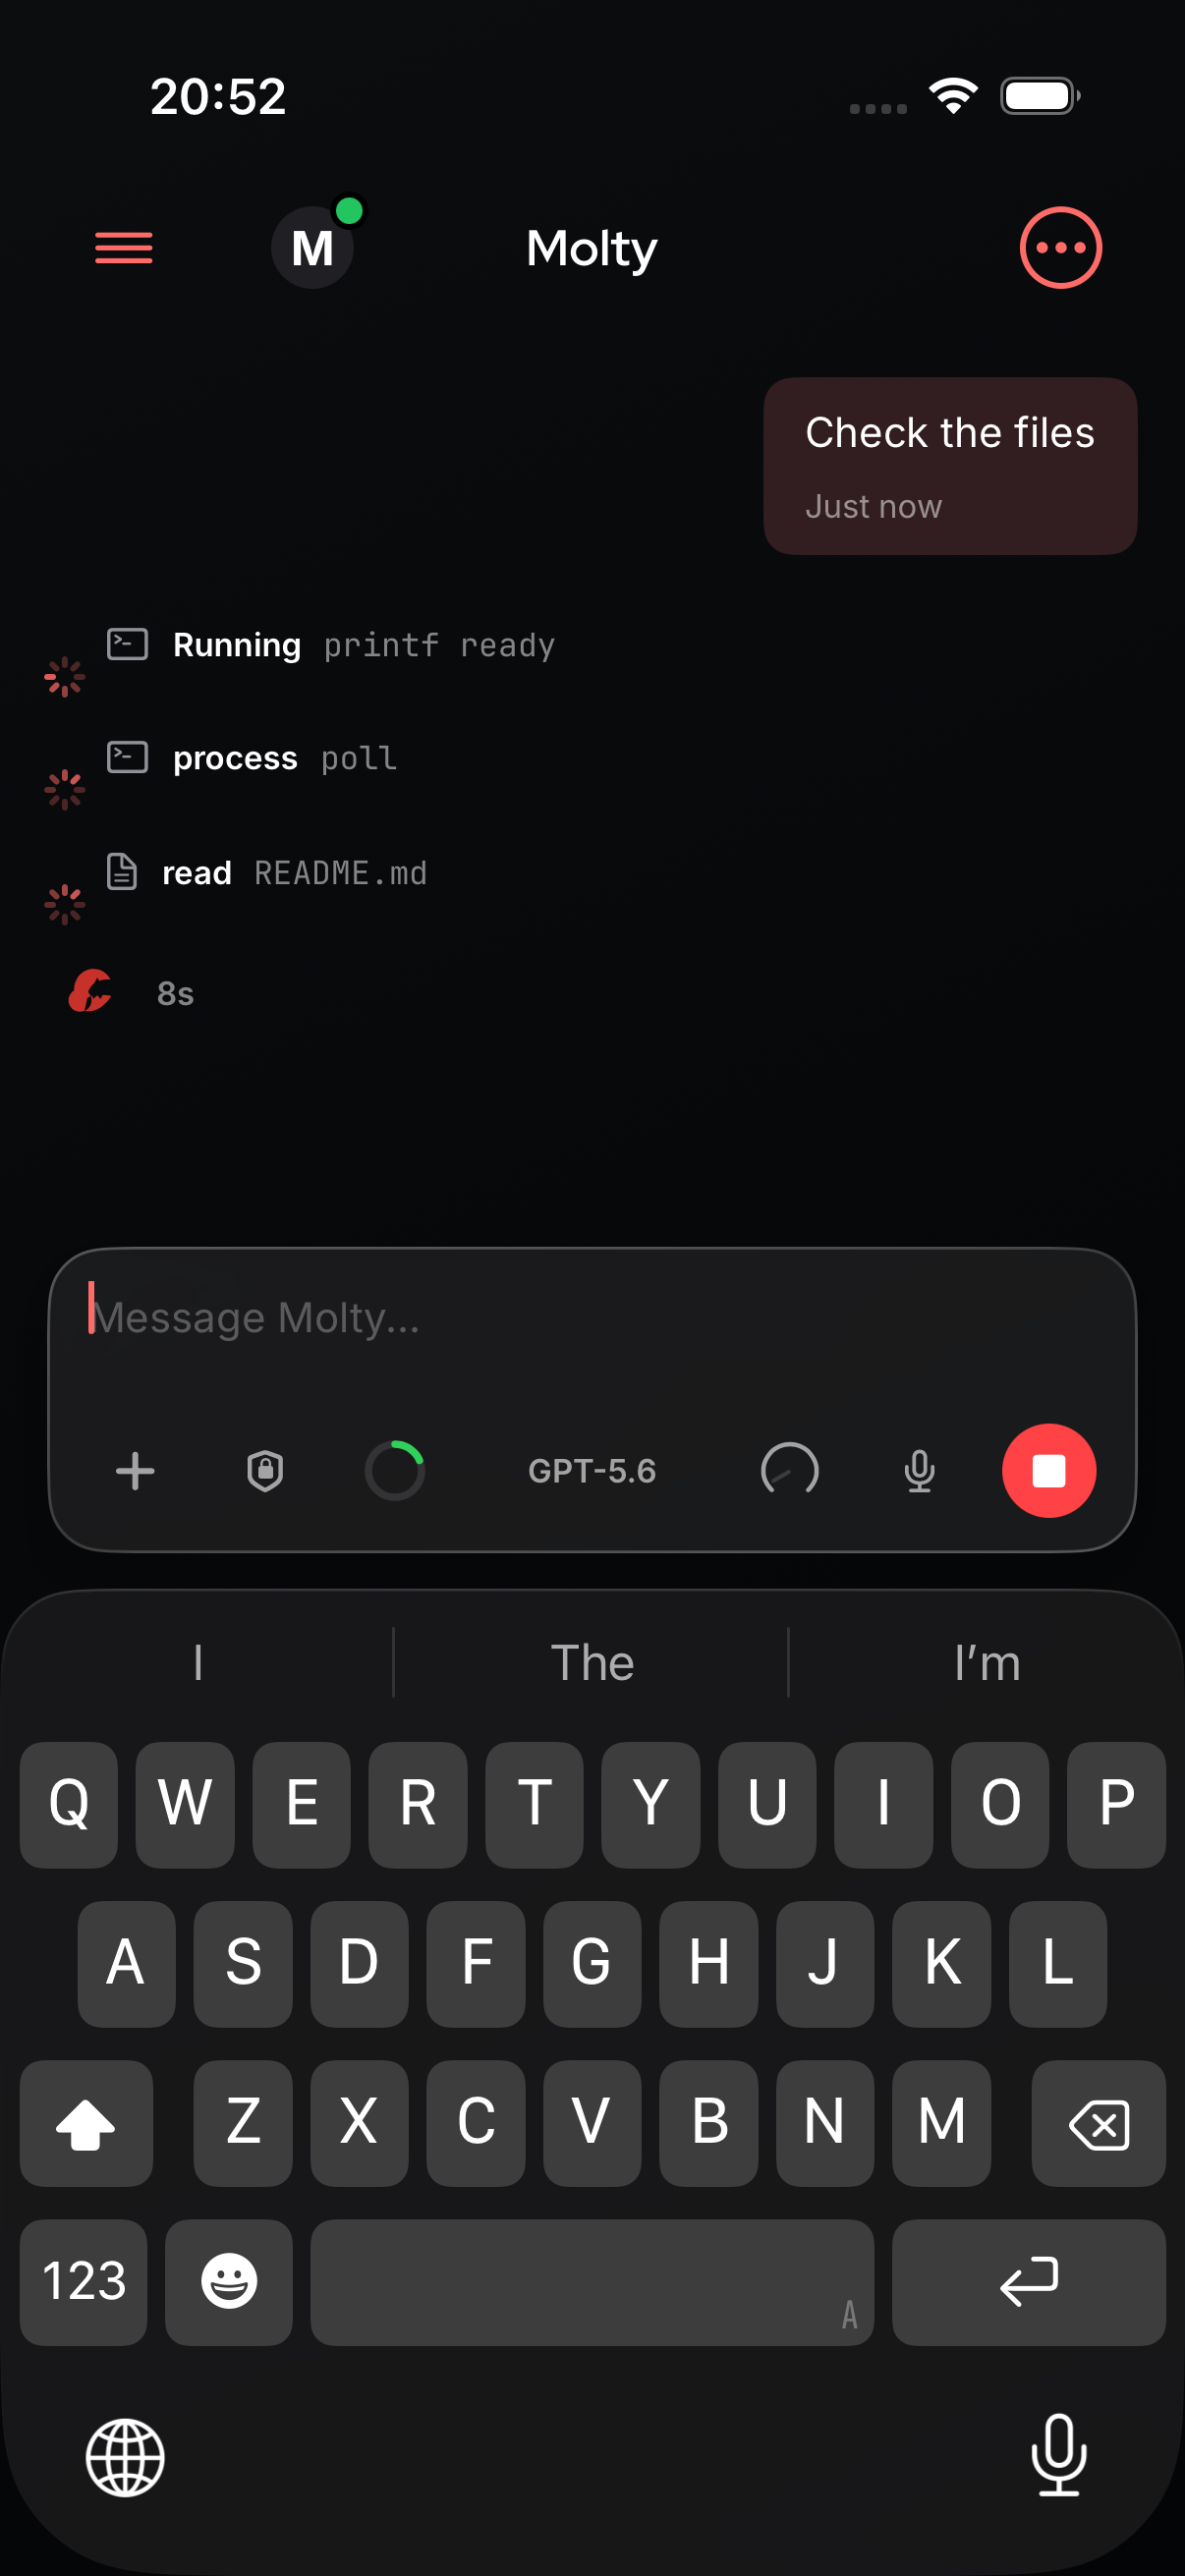 20:52
M
Molty
Check the files
Just now
Running printf ready
process poll
read README.md
8s
Message Molty...
GPT-5.6
I The I’m
Q W E R T Y U I O P
A S D F G H J K L
Z X C V B N M
123
A